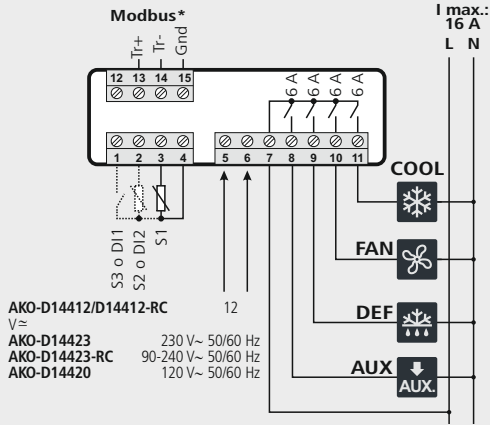 Modbus*
I max.:
16 A
L N
Tr+
Tr-
Gnd
12 13 14 15
6 A
6 A
6 A
6 A
1 2 3 4 5 6 7 8 9 10 11
COOL
FAN
DEF
AUX
AUX.
S3 o DI1
S2 o DI2
S1
AKO-D14412/D14412-RC 12
V≂
AKO-D14423 230 V~ 50/60 Hz
AKO-D14423-RC 90-240 V~ 50/60 Hz
AKO-D14420 120 V~ 50/60 Hz